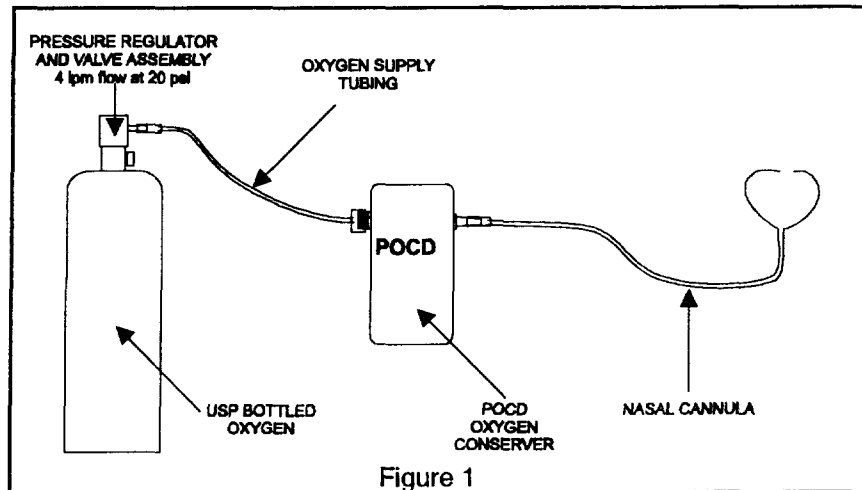 PRESSURE REGULATOR
AND VALVE ASSEMBLY
4 lpm flow at 20 psi
OXYGEN SUPPLY
TUBING
POCD
USP BOTTLED
OXYGEN
POCD
OXYGEN
CONSERVER
NASAL CANNULA
Figure 1